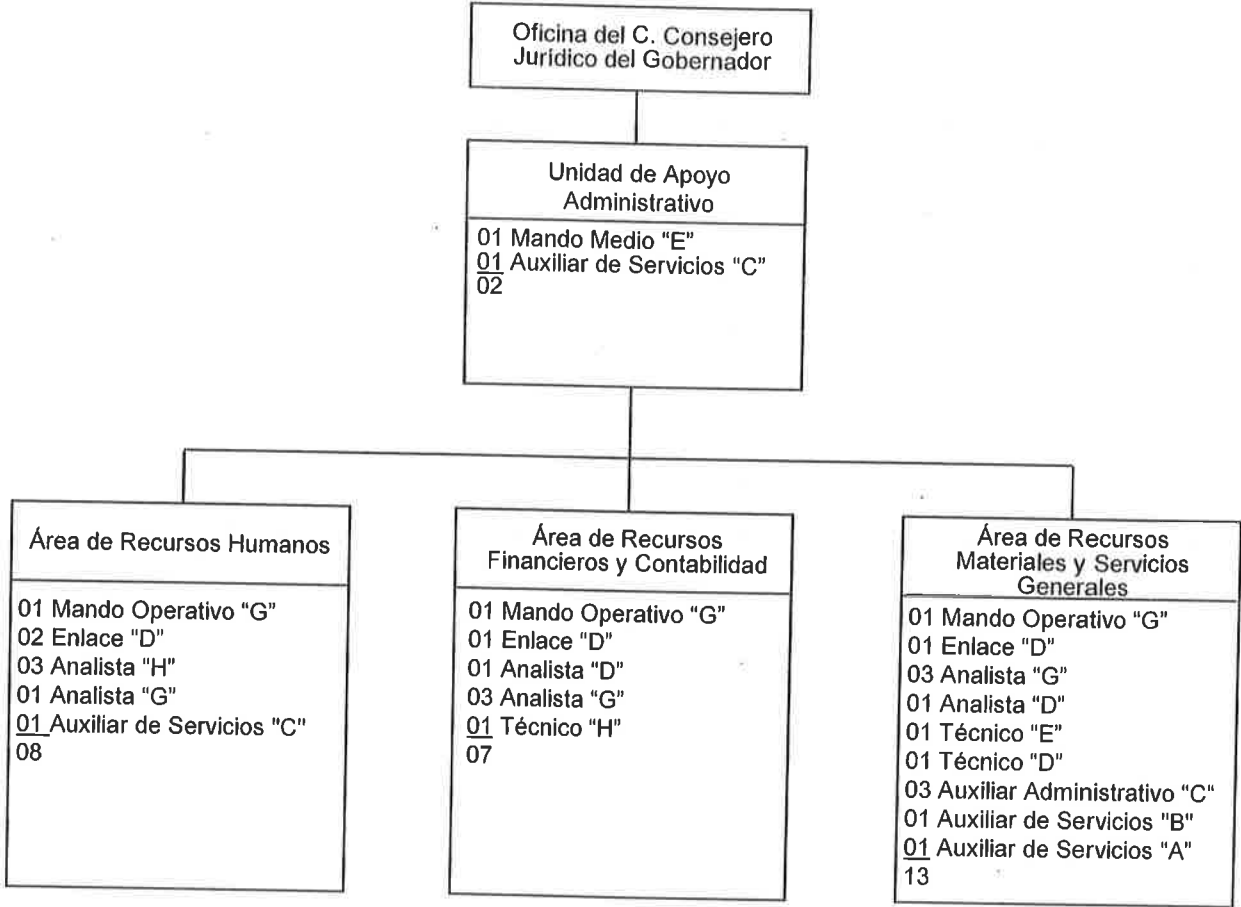 Oficina del C. Consejero
Jurídico del Gobernador
Unidad de Apoyo
Administrativo
01 Mando Medio “E”
01 Auxiliar de Servicios “C”
02
Área de Recursos Humanos
01 Mando Operativo “G”
02 Enlace “D”
03 Analista “H”
01 Analista “G”
01 Auxiliar de Servicios "C"
08
Área de Recursos
Financieros y Contabilidad
01 Mando Operativo “G”
01 Enlace “D”
01 Analista “D”
03 Analista “G”
01 Técnico “H”
07
Área de Recursos
Materiales y Servicios
Generales
01 Mando Operativo “G”
01 Enlace “D”
03 Analista “G”
01 Analista “D”
01 Técnico “E”
01 Técnico “D”
03 Auxiliar Administrativo “C”
01 Auxiliar de Servicios "B"
01 Auxiliar de Servicios "A"
13